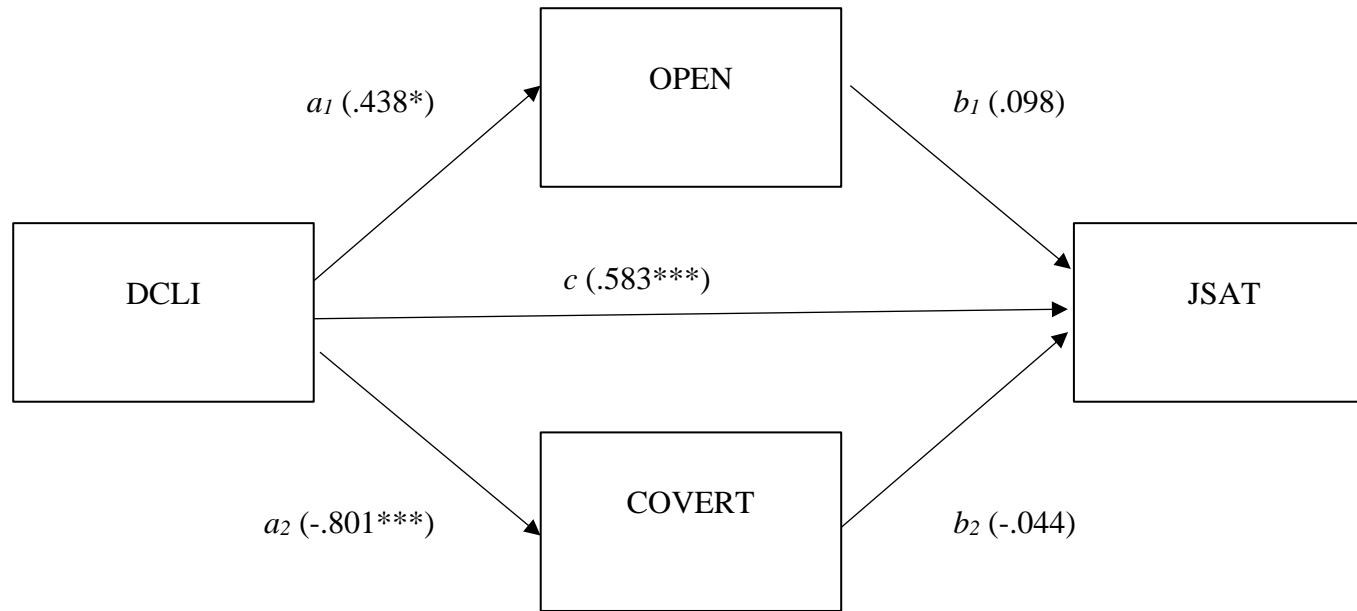 OPEN
a1 (.438*)
b1 (.098)
DCLI
c (.583***)
JSAT
COVERT
a2 (-.801***)
b2 (-.044)